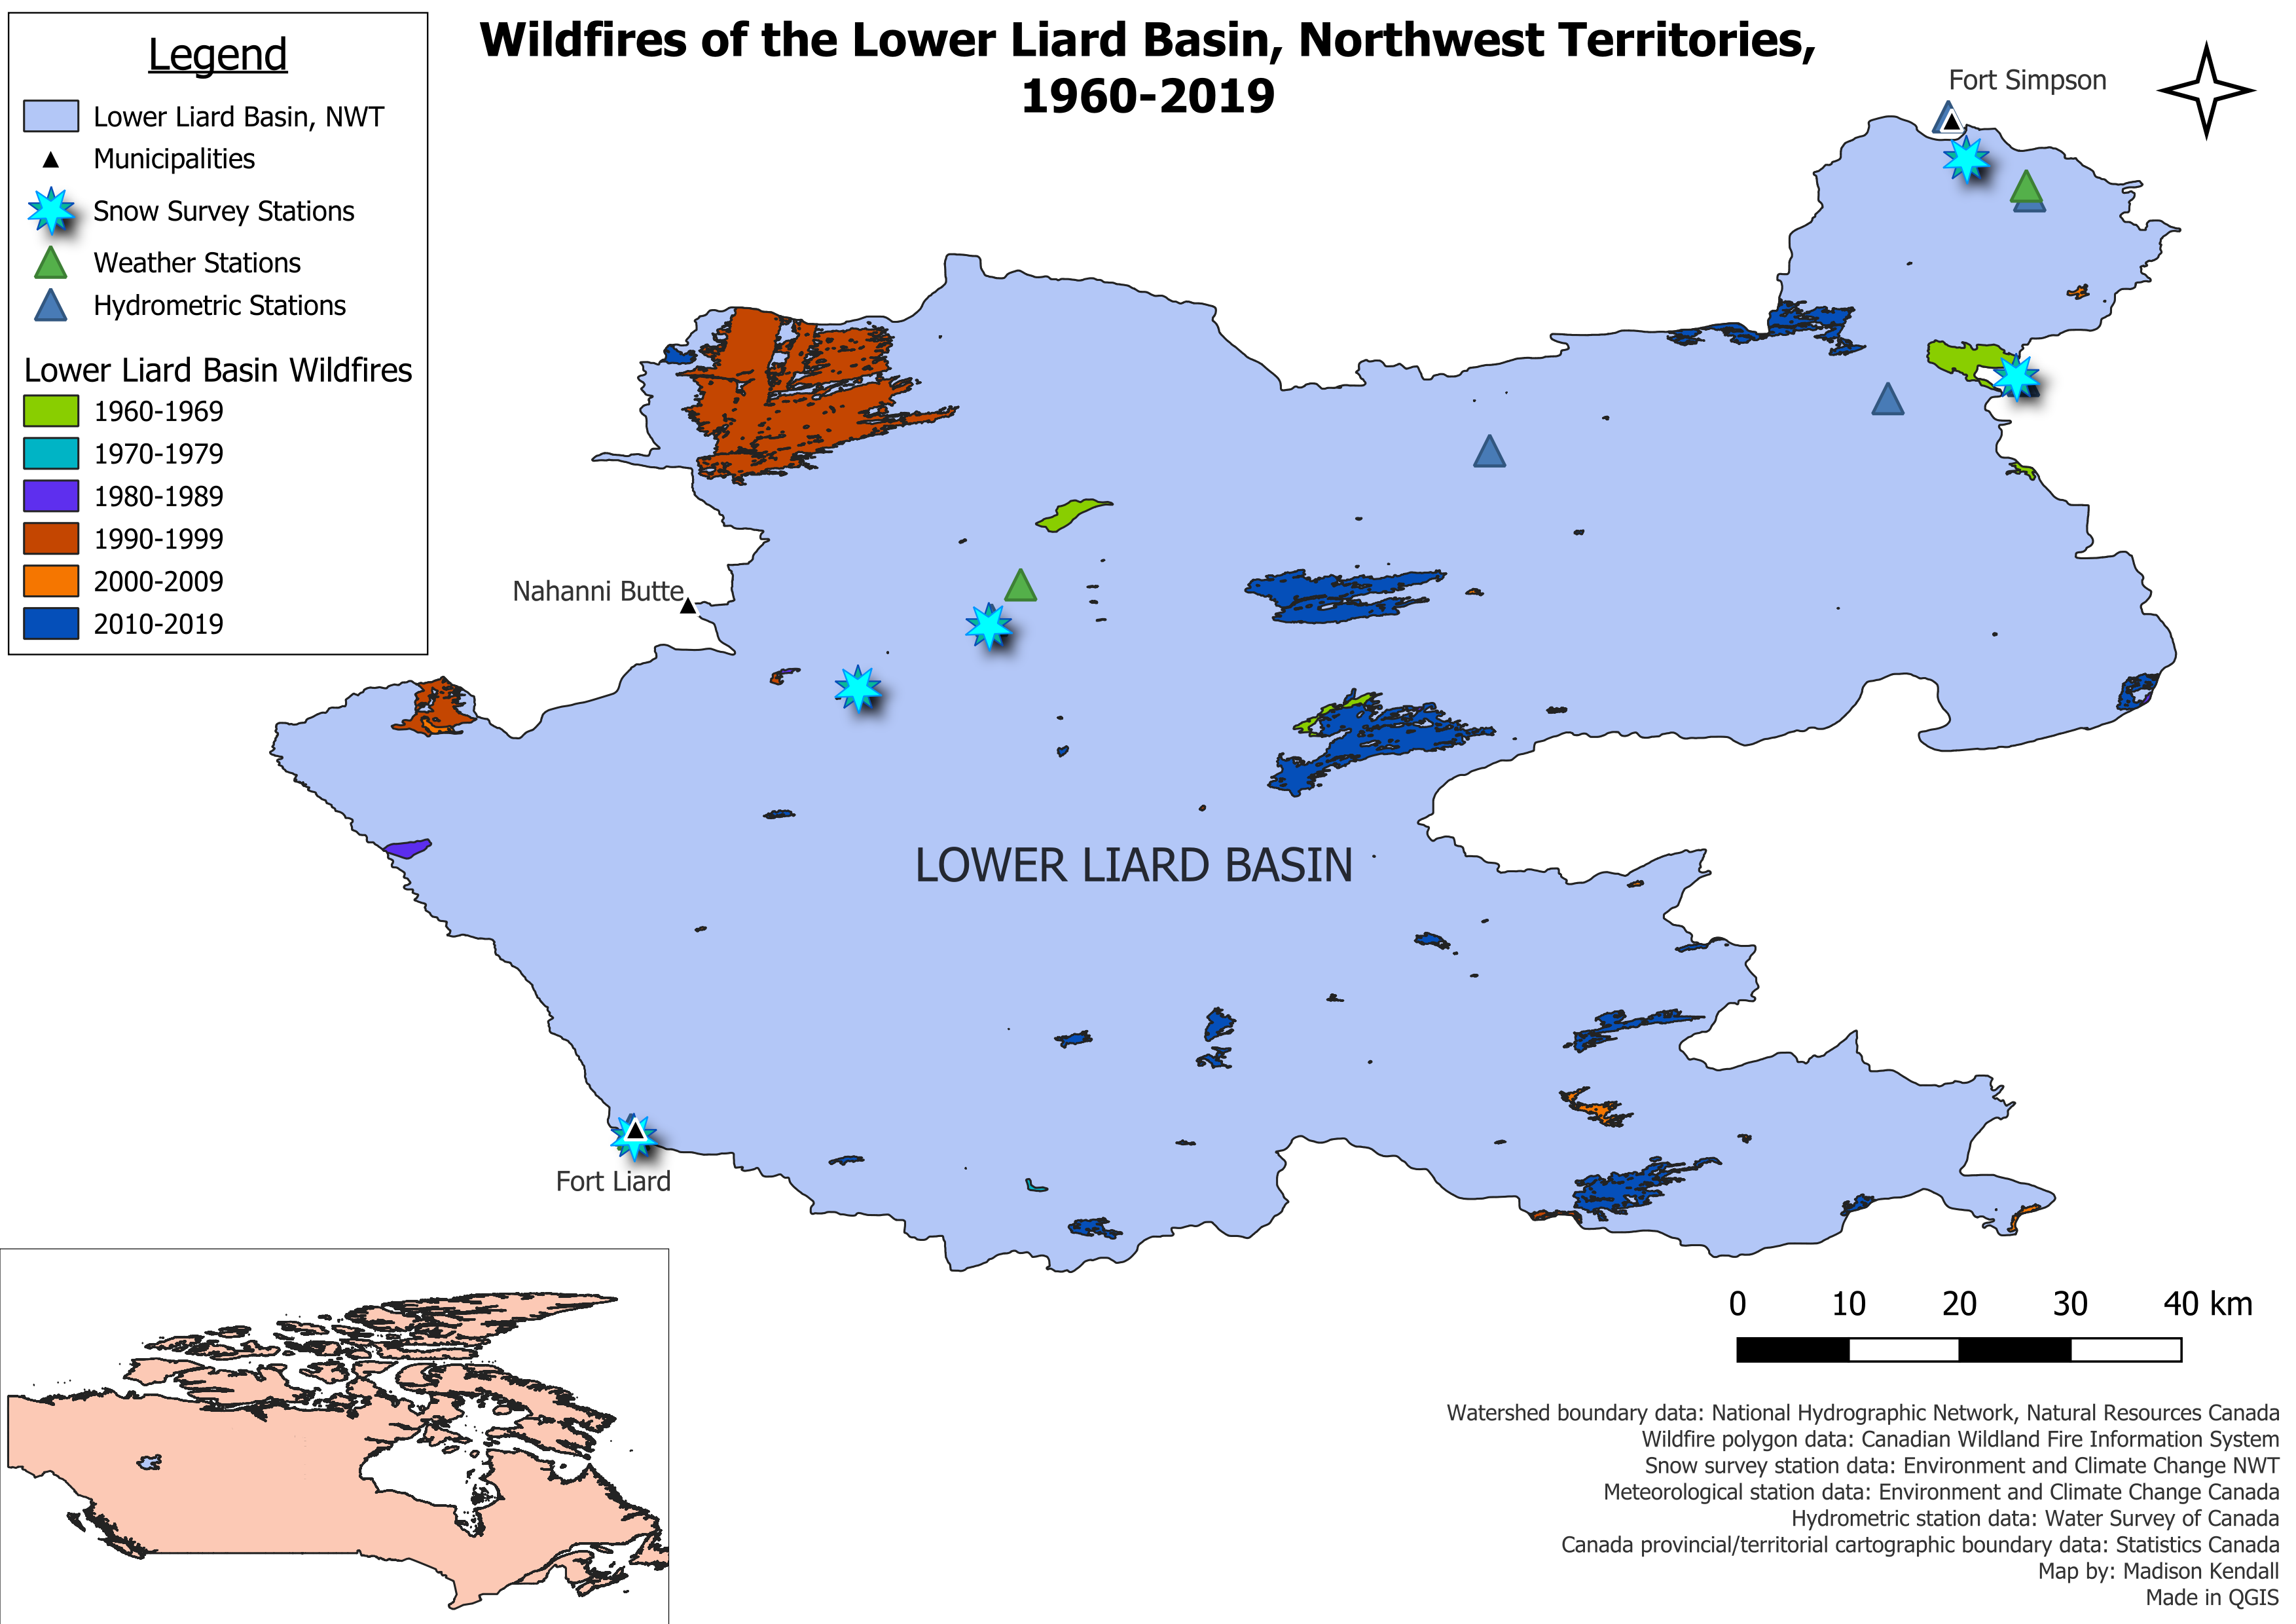 Wildfires of the Lower Liard Basin, Northwest Territories,
1960-2019
Legend
Lower Liard Basin, NWT
Municipalities
Snow Survey Stations
Weather Stations
Hydrometric Stations
Lower Liard Basin Wildfires
1960-1969
1970-1979
1980-1989
1990-1999
2000-2009
2010-2019
Fort Simpson
Nahanni Butte
LOWER LIARD BASIN
Fort Liard
0 10 20 30 40 km
Watershed boundary data: National Hydrographic Network, Natural Resources Canada
Wildfire polygon data: Canadian Wildland Fire Information System
Snow survey station data: Environment and Climate Change NWT
Meteorological station data: Environment and Climate Change Canada
Hydrometric station data: Water Survey of Canada
Canada provincial/territorial cartographic boundary data: Statistics Canada
Map by: Madison Kendall
Made in QGIS